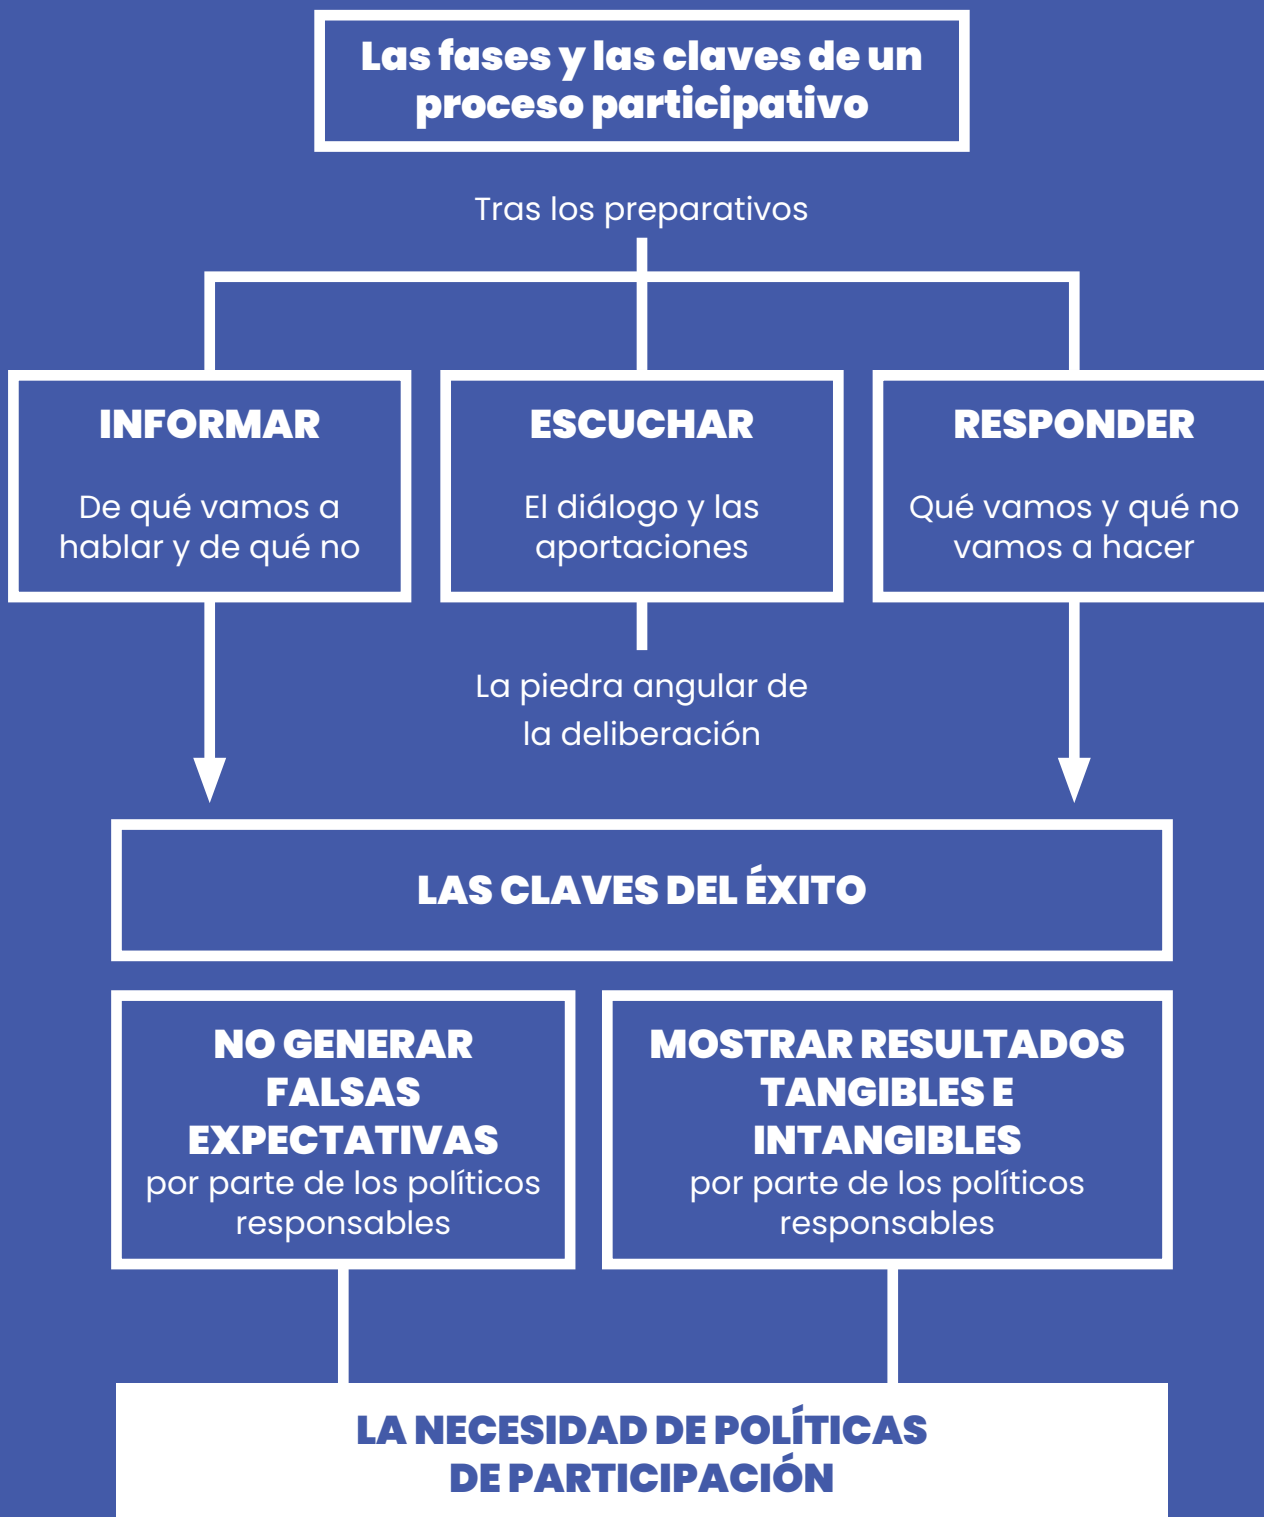 Las fases y las claves de un
proceso participativo
Tras los preparativos
INFORMAR
De qué vamos a
hablar y de qué no
ESCUCHAR
El diálogo y las
aportaciones
RESPONDER
Qué vamos y qué no
vamos a hacer
La piedra angular de
la deliberación
LAS CLAVES DEL ÉXITO
NO GENERAR
FALSAS
EXPECTATIVAS
por parte de los políticos
responsables
MOSTRAR RESULTADOS
TANGIBLES E
INTANGIBLES
por parte de los políticos
responsables
LA NECESIDAD DE POLÍTICAS
DE PARTICIPACIÓN